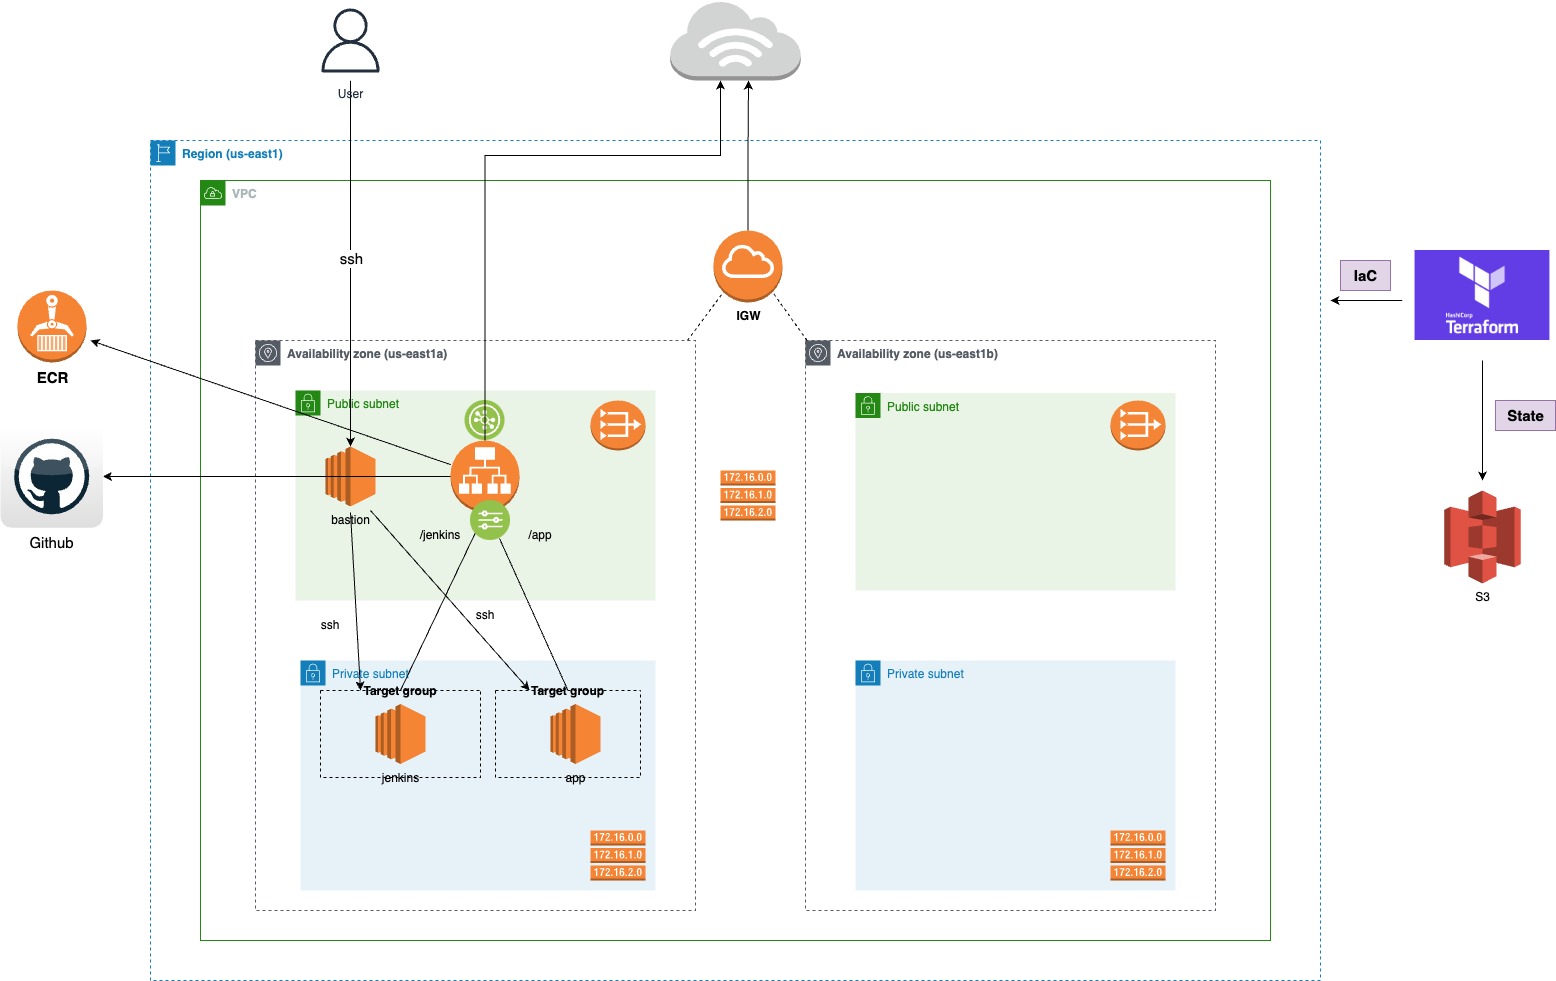 User
Region (us-east1)
VPC
ssh
IaC
HashiCorp
Terraform
IGW
ECR
Availability zone (us-east1a)
Availability zone (us-east1b)
Public subnet
Public subnet
State
172.16.0.0
172.16.1.0
172.16.2.0
bastion
/jenkins
/app
Github
S3
ssh
ssh
Private subnet
Private subnet
Target group
Target group
jenkins
app
172.16.0.0
172.16.1.0
172.16.2.0
172.16.0.0
172.16.1.0
172.16.2.0